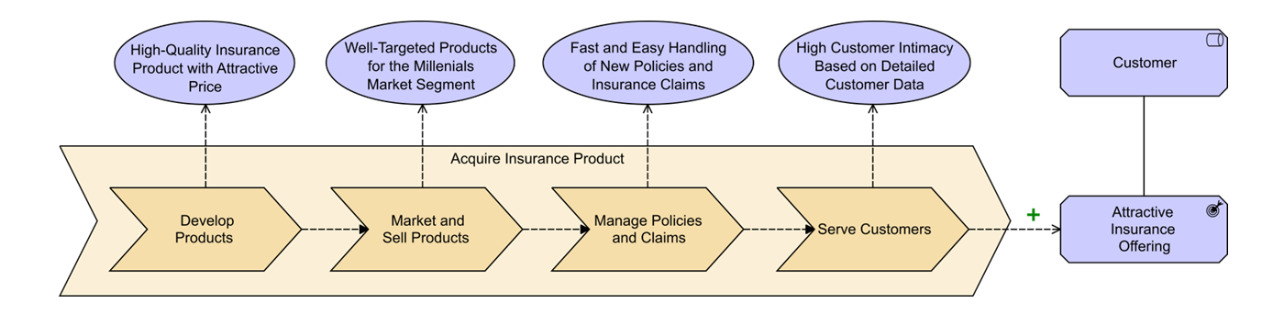 High-Quality Insurance
Product with Attractive
Price
Well-Targeted Products
for the Millenials
Market Segment
Fast and Easy Handling
of New Policies and
Insurance Claims
High Customer Intimacy
Based on Detailed
Customer Data
Customer
Acquire Insurance Product
Develop
Products
Market and
Sell Products
Manage Policies
and Claims
Serve Customers
+
Attractive
Insurance
Offering